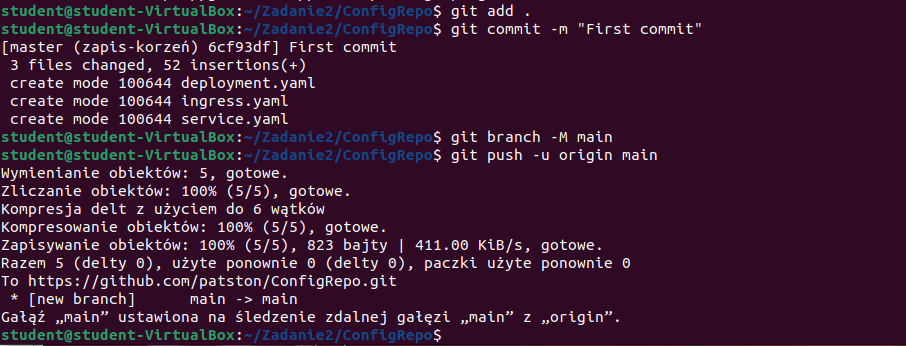 student@student-VirtualBox:~/Zadanie2/ConfigRepo$ git add .
student@student-VirtualBox:~/Zadanie2/ConfigRepo$ git commit -m "First commit"
[master (zapis-korzeń) 6cf93df] First commit
 3 files changed, 52 insertions(+)
 create mode 100644 deployment.yaml
 create mode 100644 ingress.yaml
 create mode 100644 service.yaml
student@student-VirtualBox:~/Zadanie2/ConfigRepo$ git branch -M main
student@student-VirtualBox:~/Zadanie2/ConfigRepo$ git push -u origin main
Wymienianie obiektów: 5, gotowe.
Zliczanie obiektów: 100% (5/5), gotowe.
Kompresja delt z użyciem do 6 wątków
Kompresowanie obiektów: 100% (5/5), gotowe.
Zapisywanie obiektów: 100% (5/5), 823 bajty | 411.00 KiB/s, gotowe.
Razem 5 (delty 0), użyte ponownie 0 (delty 0), paczki użyte ponownie 0
To https://github.com/patston/ConfigRepo.git
 * [new branch]      main -> main
Gałąź „main” ustawiona na śledzenie zdalnej gałęzi „main” z „origin”.
student@student-VirtualBox:~/Zadanie2/ConfigRepo$